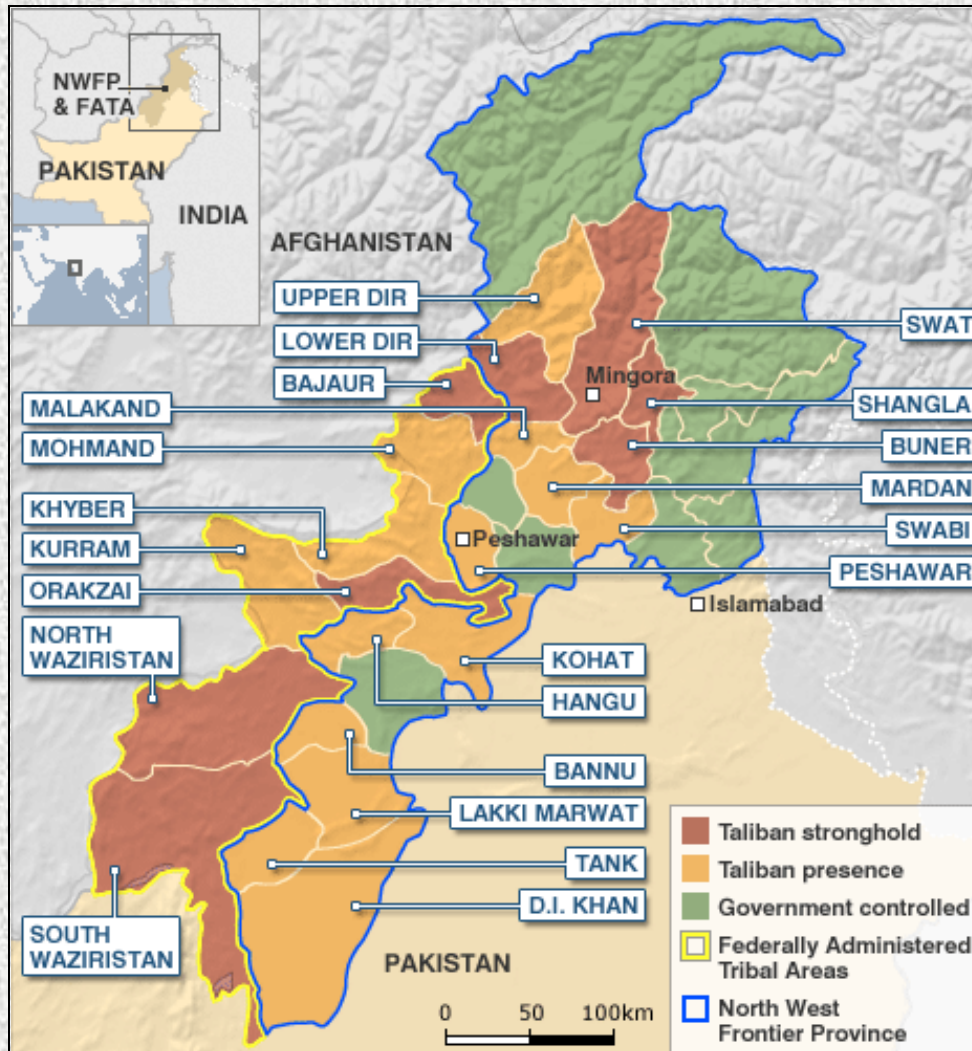 NWFP
& FATA
PAKISTAN
INDIA
AFGHANISTAN
UPPER DIR
LOWER DIR
BAJAUR
MALAKAND
MOHMAND
KHYBER
KURRAM
ORAKZAI
NORTH
WAZIRISTAN
SOUTH
WAZIRISTAN
SWAT
Mingora
SHANGLA
BUNER
MARDAN
SWABI
Peshawar
PESHAWAR
Islamabad
KOHAT
HANGU
BANNU
LAKKI MARWAT
TANK
D.I. KHAN
PAKISTAN
0 50 100km
Taliban stronghold
Taliban presence
Government controlled
Federally Administered
Tribal Areas
North West
Frontier Province